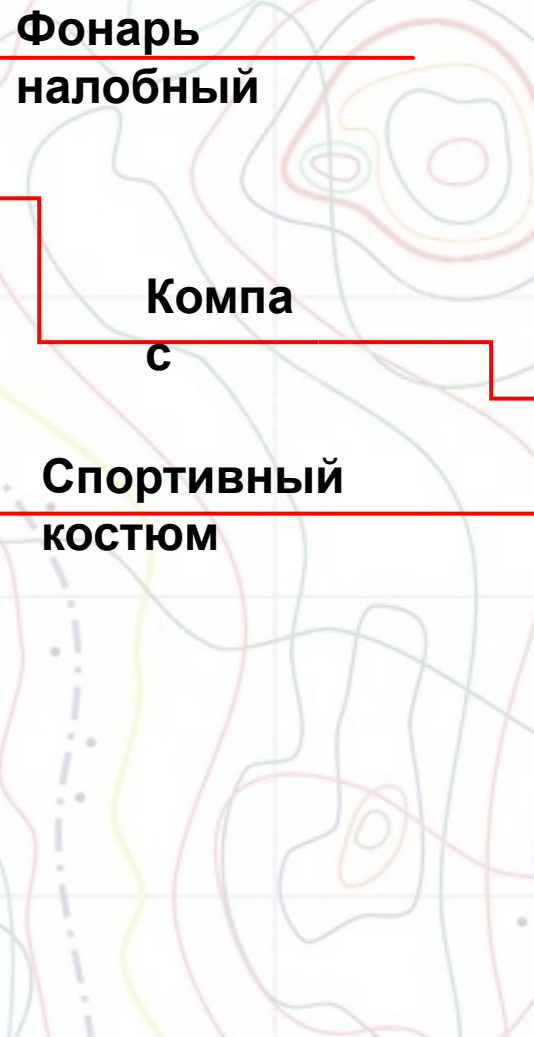 Фонарь
налобный
Компа
с
Спортивный
костюм